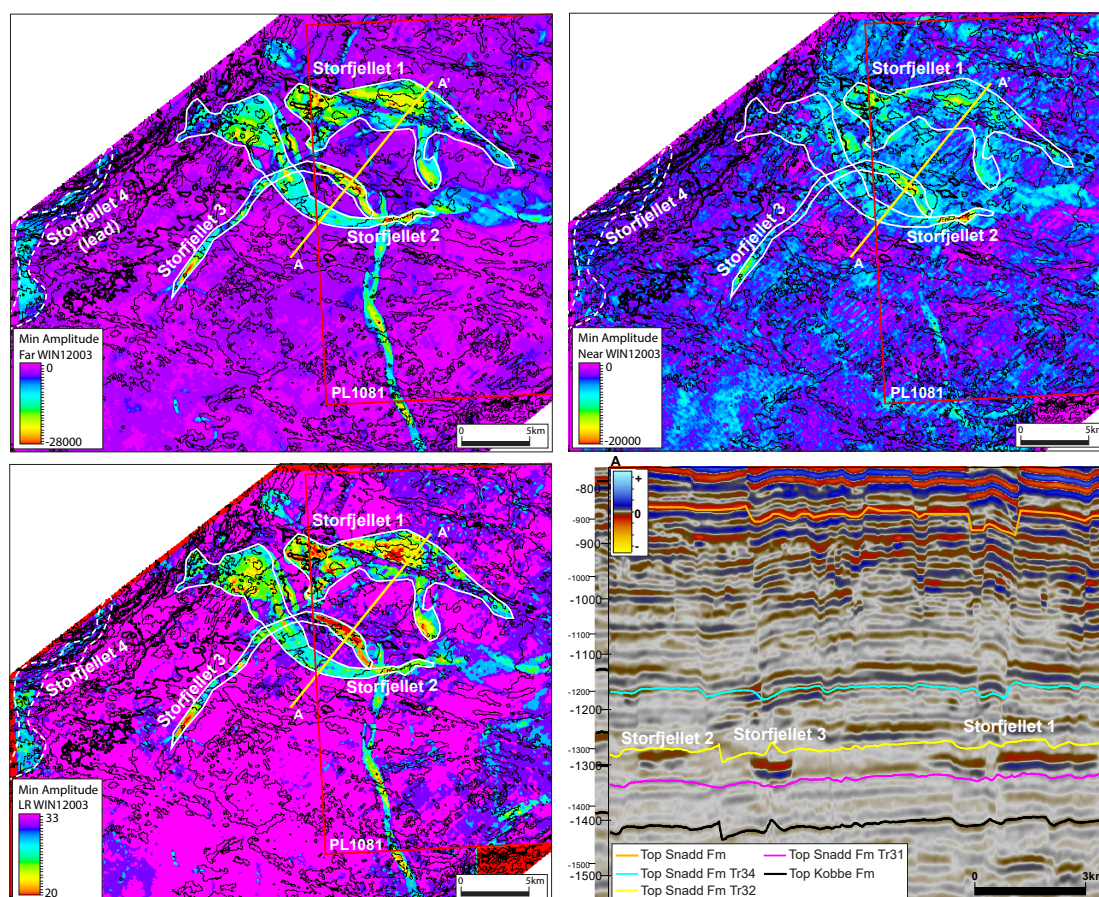 Storfjellet 1
A'
Storfjellet 4
(lead)
Storfjellet 3
Storfjellet 2
A
Min Amplitude
Far WIN12003
0
-28000
PL1081
0
5km
Storfjellet 1
A'
Storfjellet 4
Storfjellet 3
Storfjellet 2
A
Min Amplitude
Near WIN12003
0
-20000
PL1081
0
5km
Storfjellet 1
A'
Storfjellet 4
Storfjellet 3
Storfjellet 2
A
Min Amplitude
LR WIN12003
33
20
PL1081
0
5km
A
+
0
-
-800
-900
-900
-1000
-1000
-1100
-1100
-1200
-1200
-1300
-1300
-1400
-1400
-1500
-1500
Storfjellet 2
Storfjellet 3
Storfjellet 1
Top Snadd Fm
Top Snadd Fm Tr34
Top Snadd Fm Tr32
Top Snadd Fm Tr31
Top Kobbe Fm
0
3km